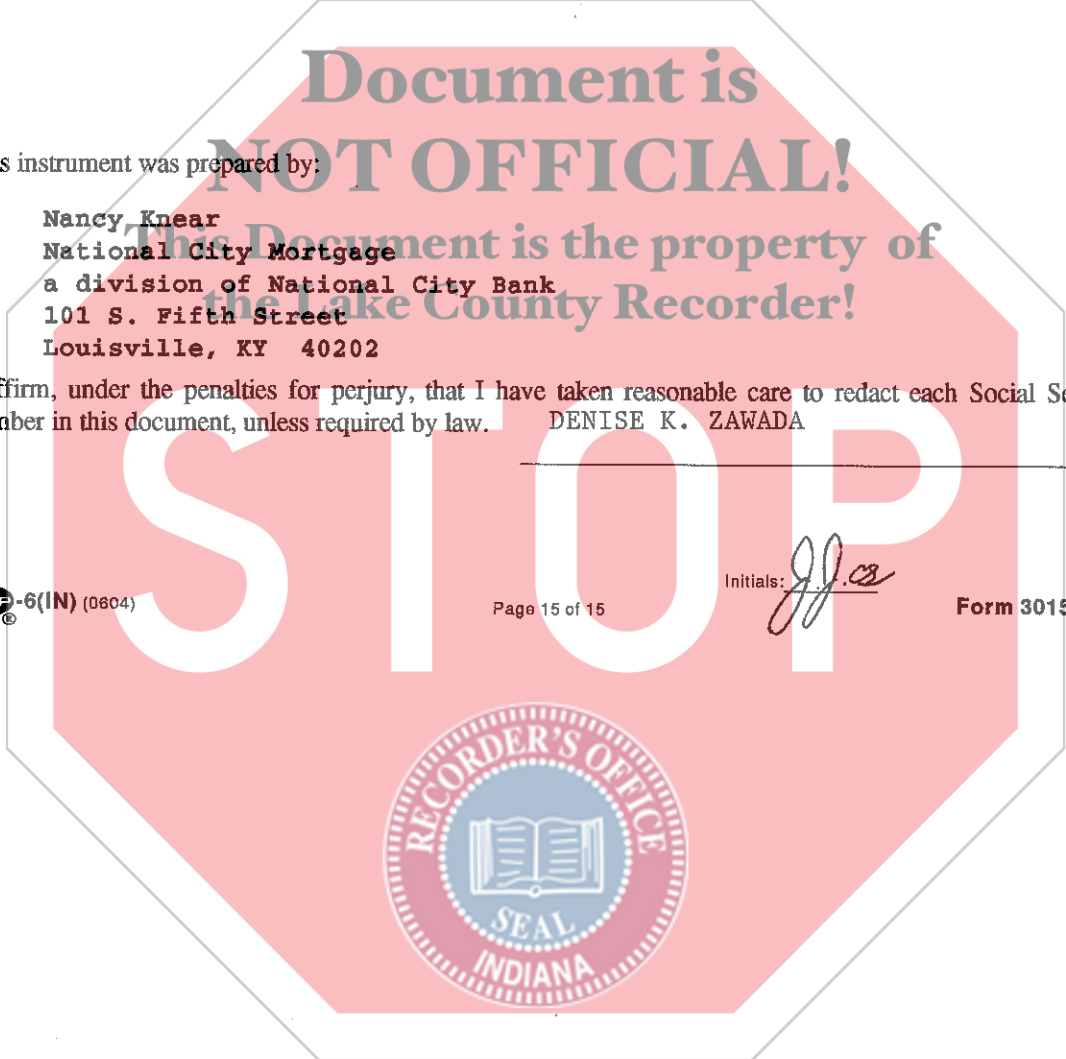 Document is
NOT OFFICIAL!
This Document is the property of
the Lake County Recorder!
s instrument was prepared by:
Nancy Knear
National City Mortgage
a division of National City Bank
101 S. Fifth Street
Louisville, KY 40202
ffirm, under the penalties for perjury, that I have taken reasonable care to redact each Social Se
ber in this document, unless required by law. DENISE K. ZAWADA
STOP
-6(IN) (0604)
Page 15 of 15
Initials: J.J.
Form 3015
RECORDER'S OFFICE
SEAL
INDIANA